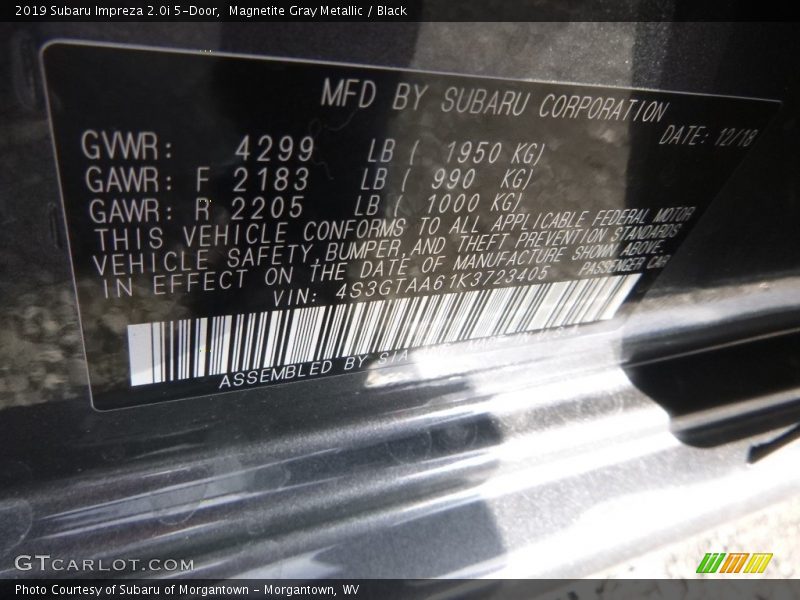 2019 Subaru Impreza 2.0i 5-Door,  Magnetite Gray Metallic / Black
MFD BY SUBARU CORPORATION
DATE: 12/18
GVWR: 4299 LB ( 1950 KG)
GAWR: F 2183 LB ( 990 KG)
GAWR: R 2205 LB ( 1000 KG)
THIS VEHICLE CONFORMS TO ALL APPLICABLE FEDERAL MOTOR
VEHICLE SAFETY, BUMPER, AND THEFT PREVENTION STANDARDS
IN EFFECT ON THE DATE OF MANUFACTURE SHOWN ABOVE.
VIN: 4S3GTAA61K3723405 PASSENGER CAR
ASSEMBLED BY SIA
GTCARLOT.COM
Photo Courtesy of Subaru of Morgantown - Morgantown, WV